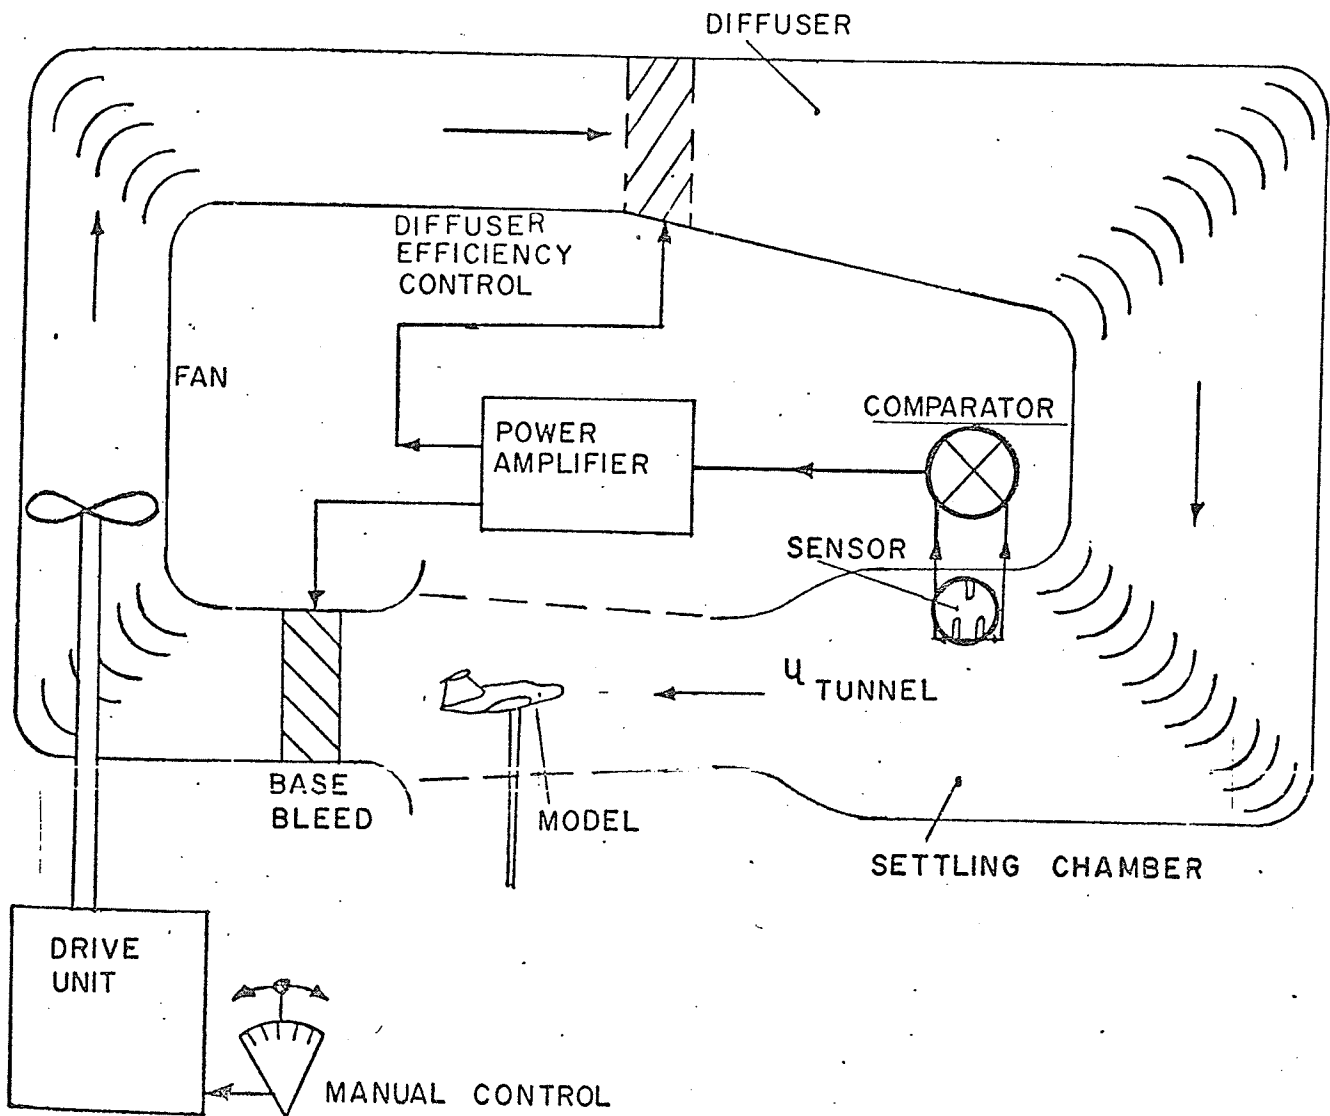 DIFFUSER
DIFFUSER
EFFICIENCY
CONTROL
FAN
COMPARATOR
POWER
AMPLIFIER
SENSOR
u TUNNEL
BASE
BLEED
MODEL
SETTLING CHAMBER
DRIVE
UNIT
MANUAL CONTROL